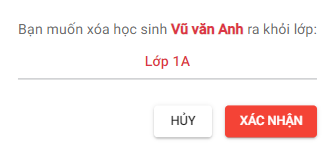 Bạn muốn xóa học sinh Vũ văn Anh ra khỏi lớp:
Lớp 1A
HỦY XÁC NHẬN